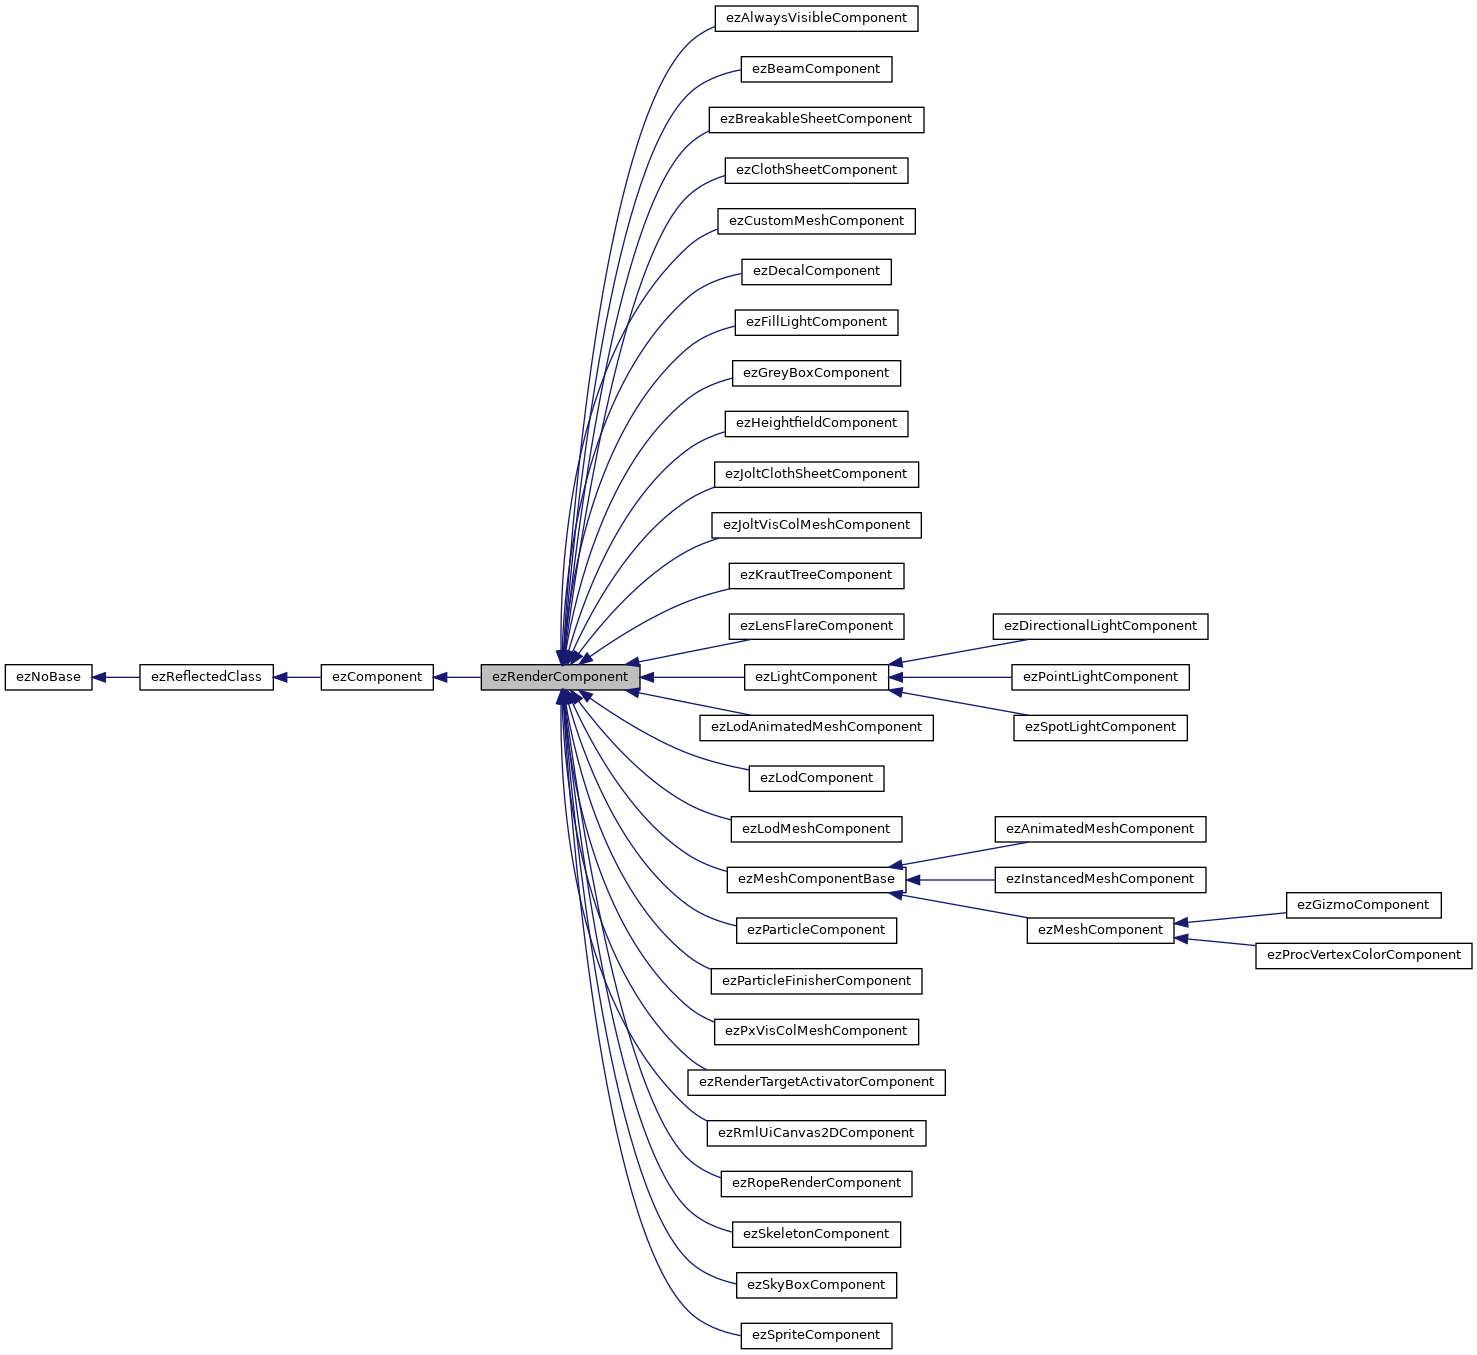 ezAlwaysVisibleComponent
ezBeamComponent
ezBreakableSheetComponent
ezClothSheetComponent
ezCustomMeshComponent
ezDecalComponent
ezFillLightComponent
ezGreyBoxComponent
ezHeightfieldComponent
ezJoltClothSheetComponent
ezJoltVisColMeshComponent
ezKrautTreeComponent
ezLensFlareComponent
ezDirectionalLightComponent
ezNoBase
ezReflectedClass
ezComponent
ezRenderComponent
ezLightComponent
ezPointLightComponent
ezLodAnimatedMeshComponent
ezSpotLightComponent
ezLodComponent
ezLodMeshComponent
ezAnimatedMeshComponent
ezMeshComponentBase
ezInstancedMeshComponent
ezGizmoComponent
ezParticleComponent
ezMeshComponent
ezProcVertexColorComponent
ezParticleFinisherComponent
ezPxVisColMeshComponent
ezRenderTargetActivatorComponent
ezRmlUiCanvas2DComponent
ezRopeRenderComponent
ezSkeletonComponent
ezSkyBoxComponent
ezSpriteComponent